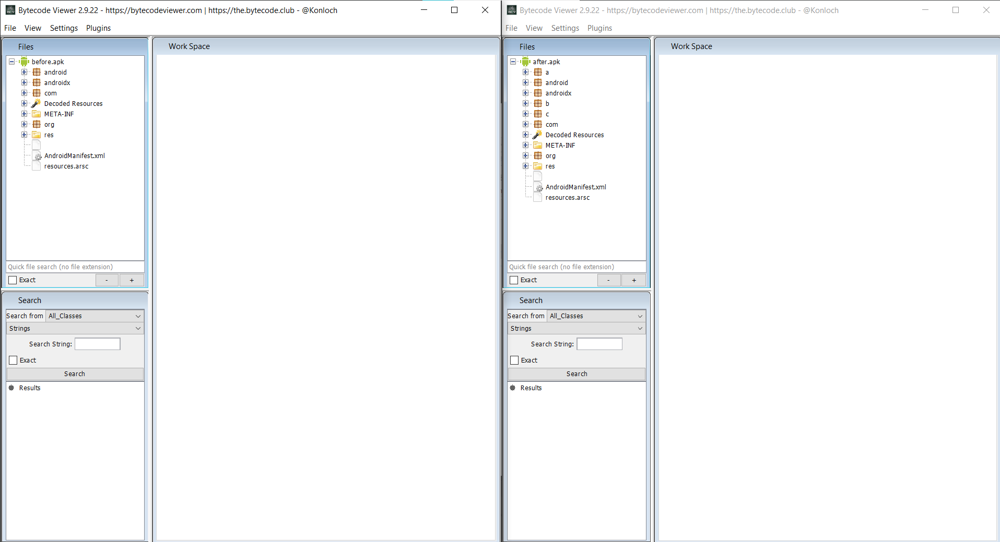 Bytecode Viewer 2.9.22 - https://bytecodeviewer.com | https://the.bytecode.club - @Konloch
File View Settings Plugins
Files
before.apk
android
androidx
com
Decoded Resources
META-INF
org
res
AndroidManifest.xml
resources.arsc
Quick file search (no file extension)
Exact - +
Search
Search from All_Classes
Strings
Search String:
Exact
Search
Results
Work Space
Bytecode Viewer 2.9.22 - https://bytecodeviewer.com | https://the.bytecode.club - @Konloch
File View Settings Plugins
Files
after.apk
a
android
androidx
b
c
com
Decoded Resources
META-INF
org
res
AndroidManifest.xml
resources.arsc
Quick file search (no file extension)
Exact - +
Search
Search from All_Classes
Strings
Search String:
Exact
Search
Results
Work Space